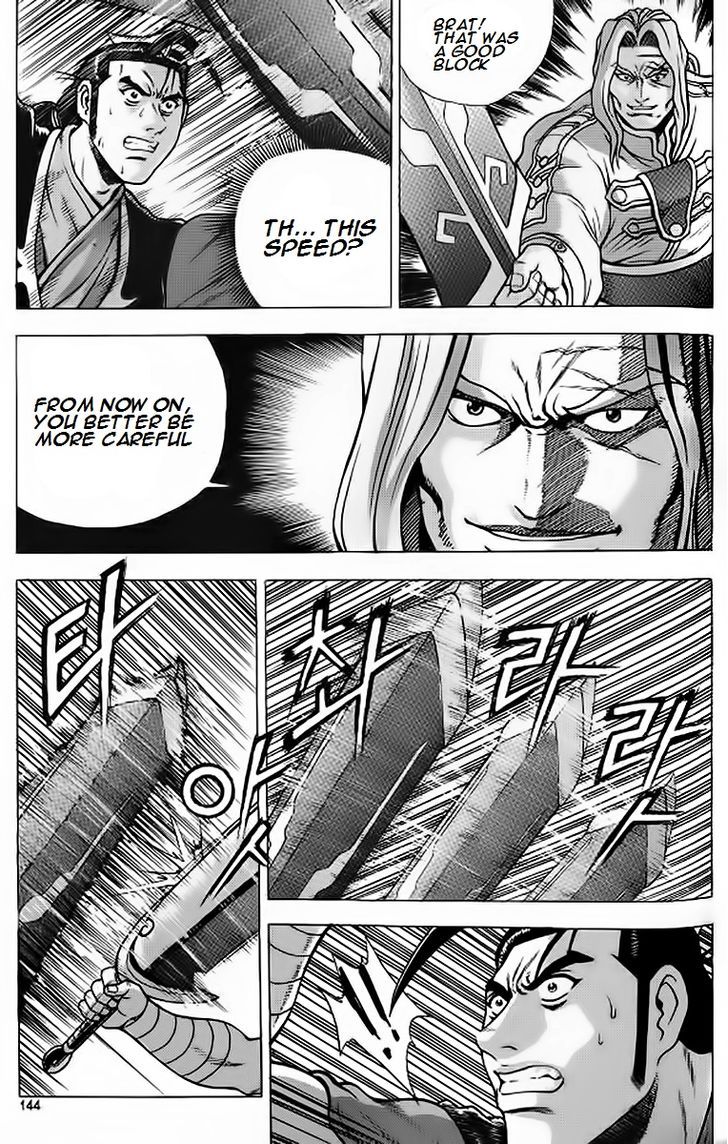 BRAT!
THAT WAS
A GOOD
BLOCK
TH... THIS
SPEED?
FROM NOW ON,
YOU BETTER BE
MORE CAREFUL
타
앗
촤
라
락
144